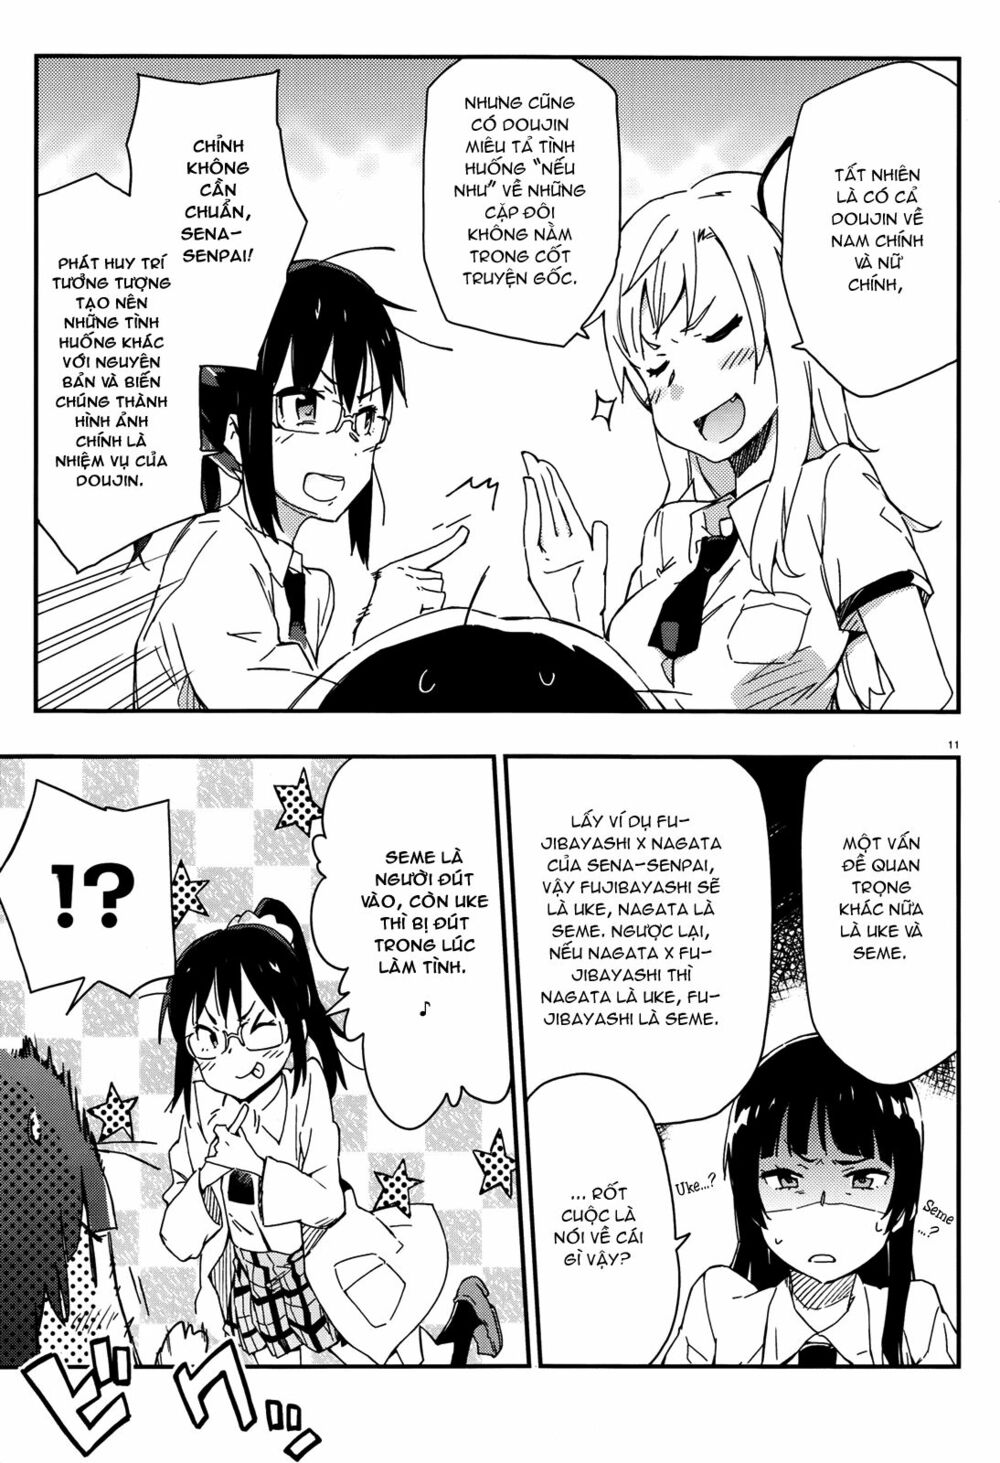 TẤT NHIÊN
LÀ CÓ CẢ
DOUJIN VỀ
NAM CHÍNH
VÀ NỮ
CHÍNH,
NHƯNG CŨNG
CÓ DOUJIN
MIÊU TẢ TÌNH
HUỐNG "NẾU
NHƯ" VỀ NHỮNG
CẶP ĐÔI
KHÔNG NẰM
TRONG CỐT
TRUYỆN GỐC.
CHỈNH
KHÔNG
CẦN
CHUẨN,
SENA-
SENPAI!
PHÁT HUY TRÍ
TƯỞNG TƯỢNG
TẠO NÊN
NHỮNG TÌNH
HUỐNG KHÁC
VỚI NGUYÊN
BẢN VÀ BIẾN
CHÚNG THÀNH
HÌNH ẢNH
CHÍNH LÀ
NHIỆM VỤ CỦA
DOUJIN.
11
MỘT VẤN
ĐỀ QUAN
TRỌNG
KHÁC NỮA
LÀ UKE VÀ
SEME.
LẤY VÍ DỤ FU-
JIBAYASHI X NAGATA
CỦA SENA-SENPAI,
VẬY FUJIBAYASHI SẼ
LÀ UKE, NAGATA LÀ
SEME. NGƯỢC LẠI,
NẾU NAGATA X FU-
JIBAYASHI THÌ
NAGATA LÀ UKE, FU-
JIBAYASHI LÀ SEME.
Uke...?
Seme
...?
... RỐT
CUỘC LÀ
NÓI VỀ CÁI
GÌ VẬY?
SEME LÀ
NGƯỜI ĐÚT
VÀO, CÒN UKE
THÌ BỊ ĐÚT
TRONG LÚC
LÀM TÌNH.
♪
!?
ビクッ